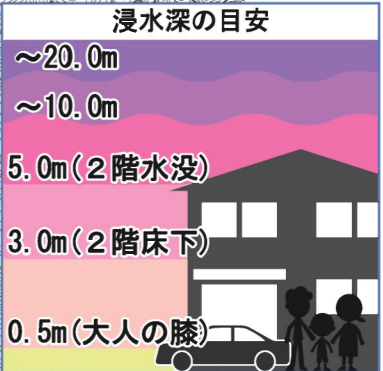 浸水深の目安
～20.0m
～10.0m
5.0m(２階水没)
3.0m(２階床下)
0.5m(大人の膝)